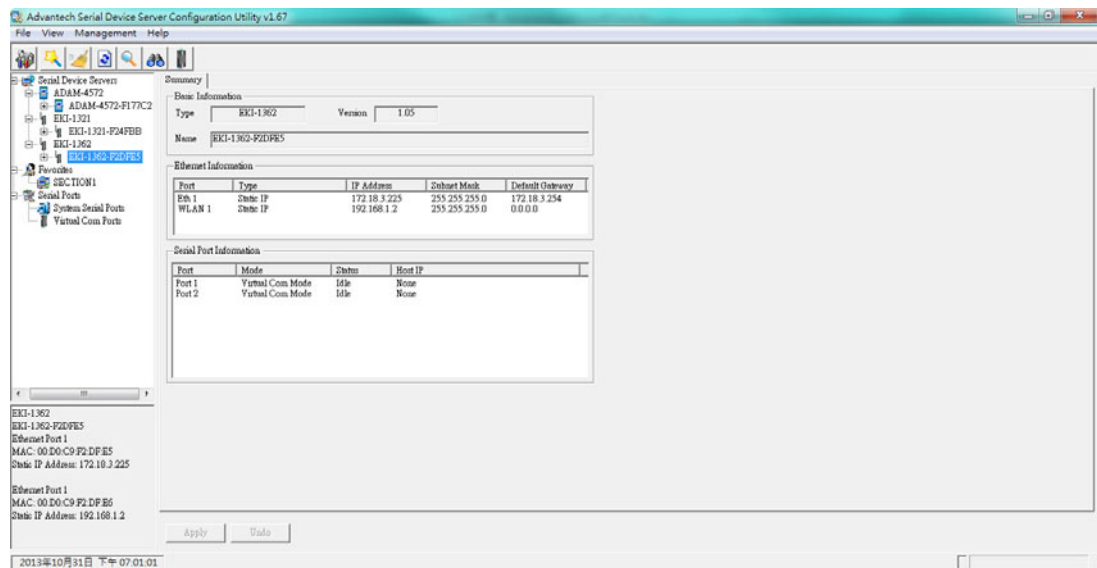 Advantech Serial Device Server Configuration Utility v1.67
File View Management Help
Serial Device Servers
ADAM-4572
ADAM-4572-F177C2
EKI-1321
EKI-1321-F24FBB
EKI-1362
EKI-1362-F2DFE5
Favorites
SECTION1
Serial Ports
System Serial Ports
Virtual Com Ports
Summary
Basic Information
Type EKI-1362 Version 1.05
Name EKI-1362-F2DFE5
Ethernet Information
Port Type IP Address Subnet Mask Default Gateway
Eth 1 Static IP 172.18.3.225 255.255.255.0 172.18.3.254
WLAN 1 Static IP 192.168.1.2 255.255.255.0 0.0.0.0
Serial Port Information
Port Mode Status Host IP
Port 1 Virtual Com Mode Idle None
Port 2 Virtual Com Mode Idle None
EKI-1362
EKI-1362-F2DFE5
Ethernet Port 1
MAC: 00:D0:C9:F2:DF:E5
Static IP Address: 172.18.3.225
Ethernet Port 1
MAC: 00:D0:C9:F2:DF:E6
Static IP Address: 192.168.1.2
Apply Undo
2013年10月31日 下午 07:01:01